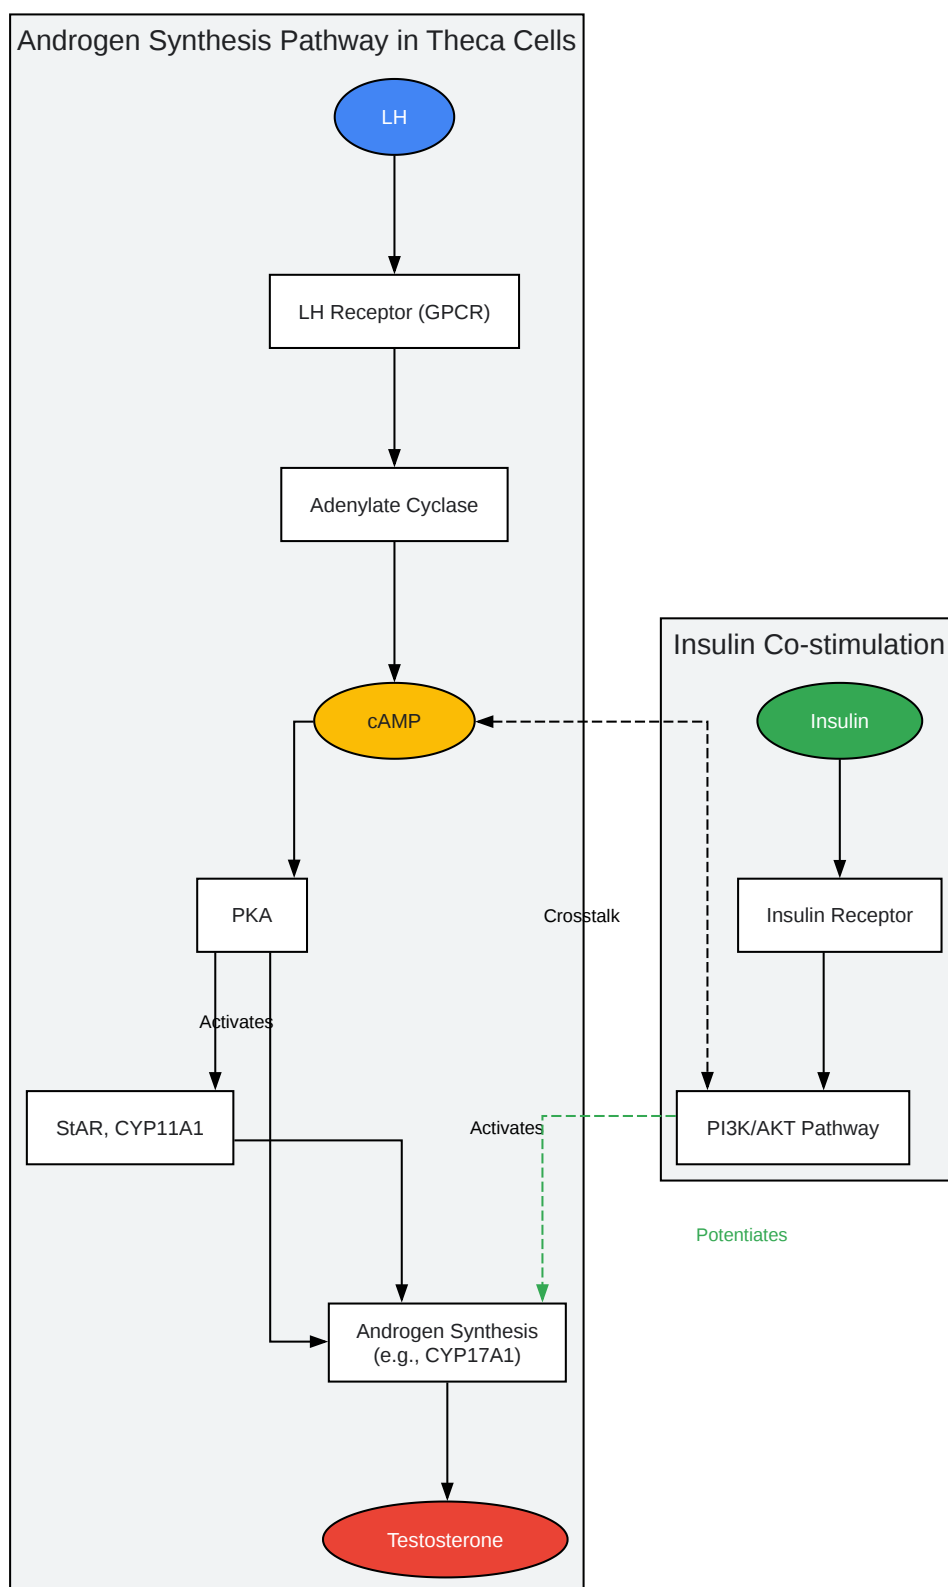 Androgen Synthesis Pathway in Theca Cells
LH
LH Receptor (GPCR)
Adenylate Cyclase
Insulin Co-stimulation
cAMP
Insulin
PKA
Crosstalk
Insulin Receptor
Activates
StAR, CYP11A1
Activates
PI3K/AKT Pathway
Potentiates
Androgen Synthesis
(e.g., CYP17A1)
Testosterone